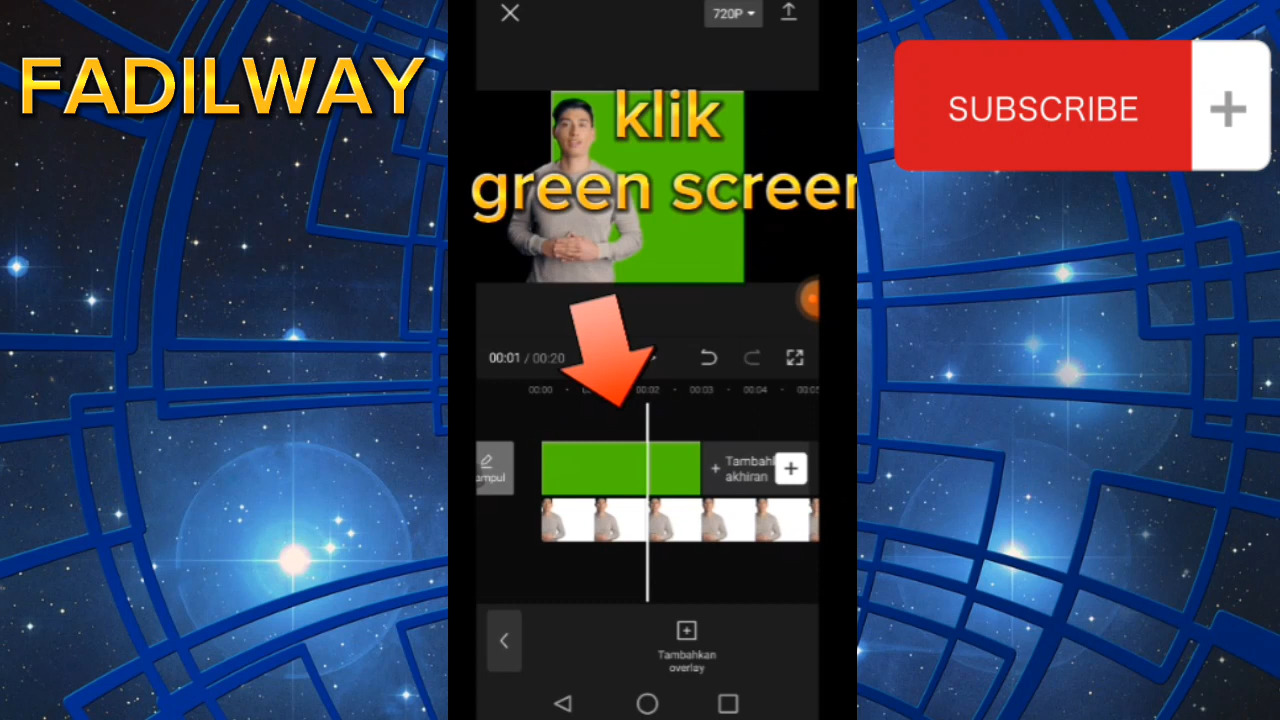 FADILWAY
720P
SUBSCRIBE
klik
green screen
00:01 / 00:20
00:00
00:02
00:03
00:04
Tambahkan
overlay
akhiran